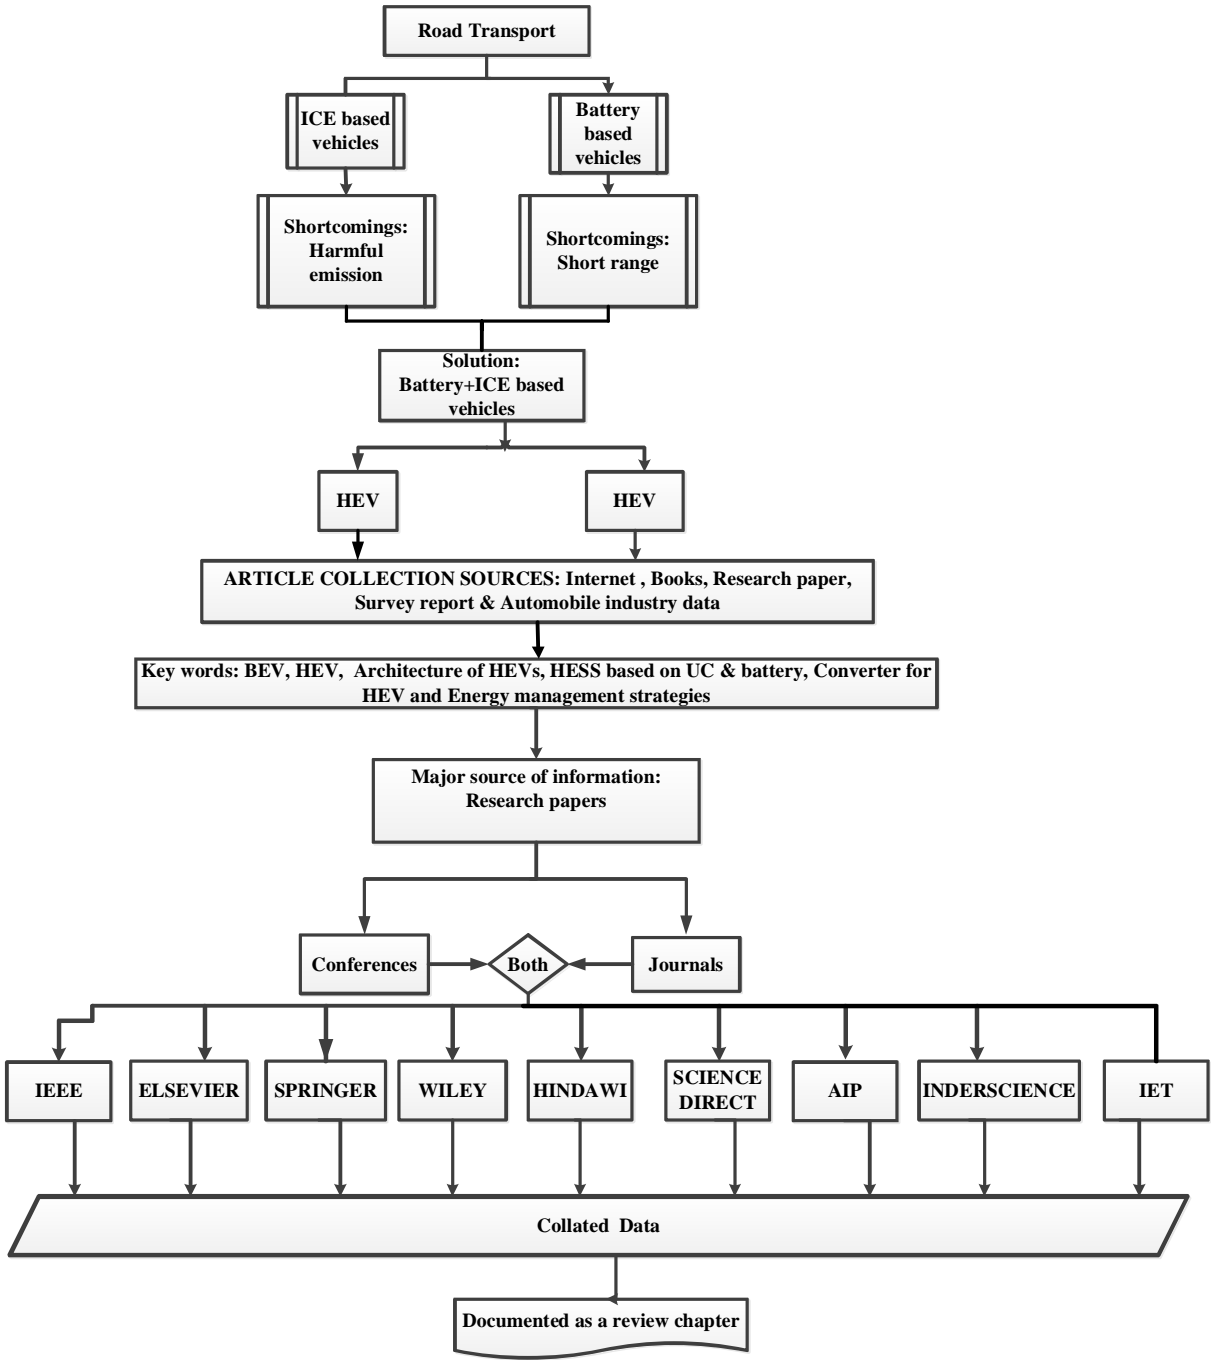 Road Transport
ICE based
vehicles
Battery
based
vehicles
Shortcomings:
Harmful
emission
Shortcomings:
Short range
Solution:
Battery+ICE based
vehicles
HEV
HEV
ARTICLE COLLECTION SOURCES: Internet , Books, Research paper,
Survey report & Automobile industry data
Key words: BEV, HEV, Architecture of HEVs, HESS based on UC & battery, Converter for
HEV and Energy management strategies
Major source of information:
Research papers
Conferences
Both
Journals
IEEE
ELSEVIER
SPRINGER
WILEY
HINDAWI
SCIENCE
DIRECT
AIP
INDERSCIENCE
IET
Collated Data
Documented as a review chapter